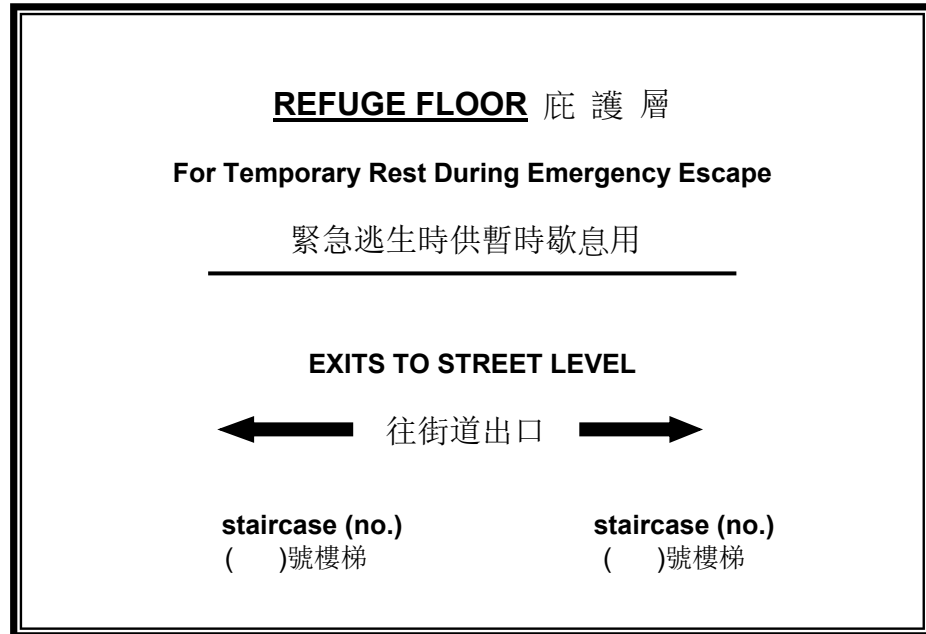 REFUGE FLOOR 庇護層
For Temporary Rest During Emergency Escape
緊急逃生時供暫時歇息用
EXITS TO STREET LEVEL
往街道出口
staircase (no.) staircase (no.)
( )號樓梯 ( )號樓梯